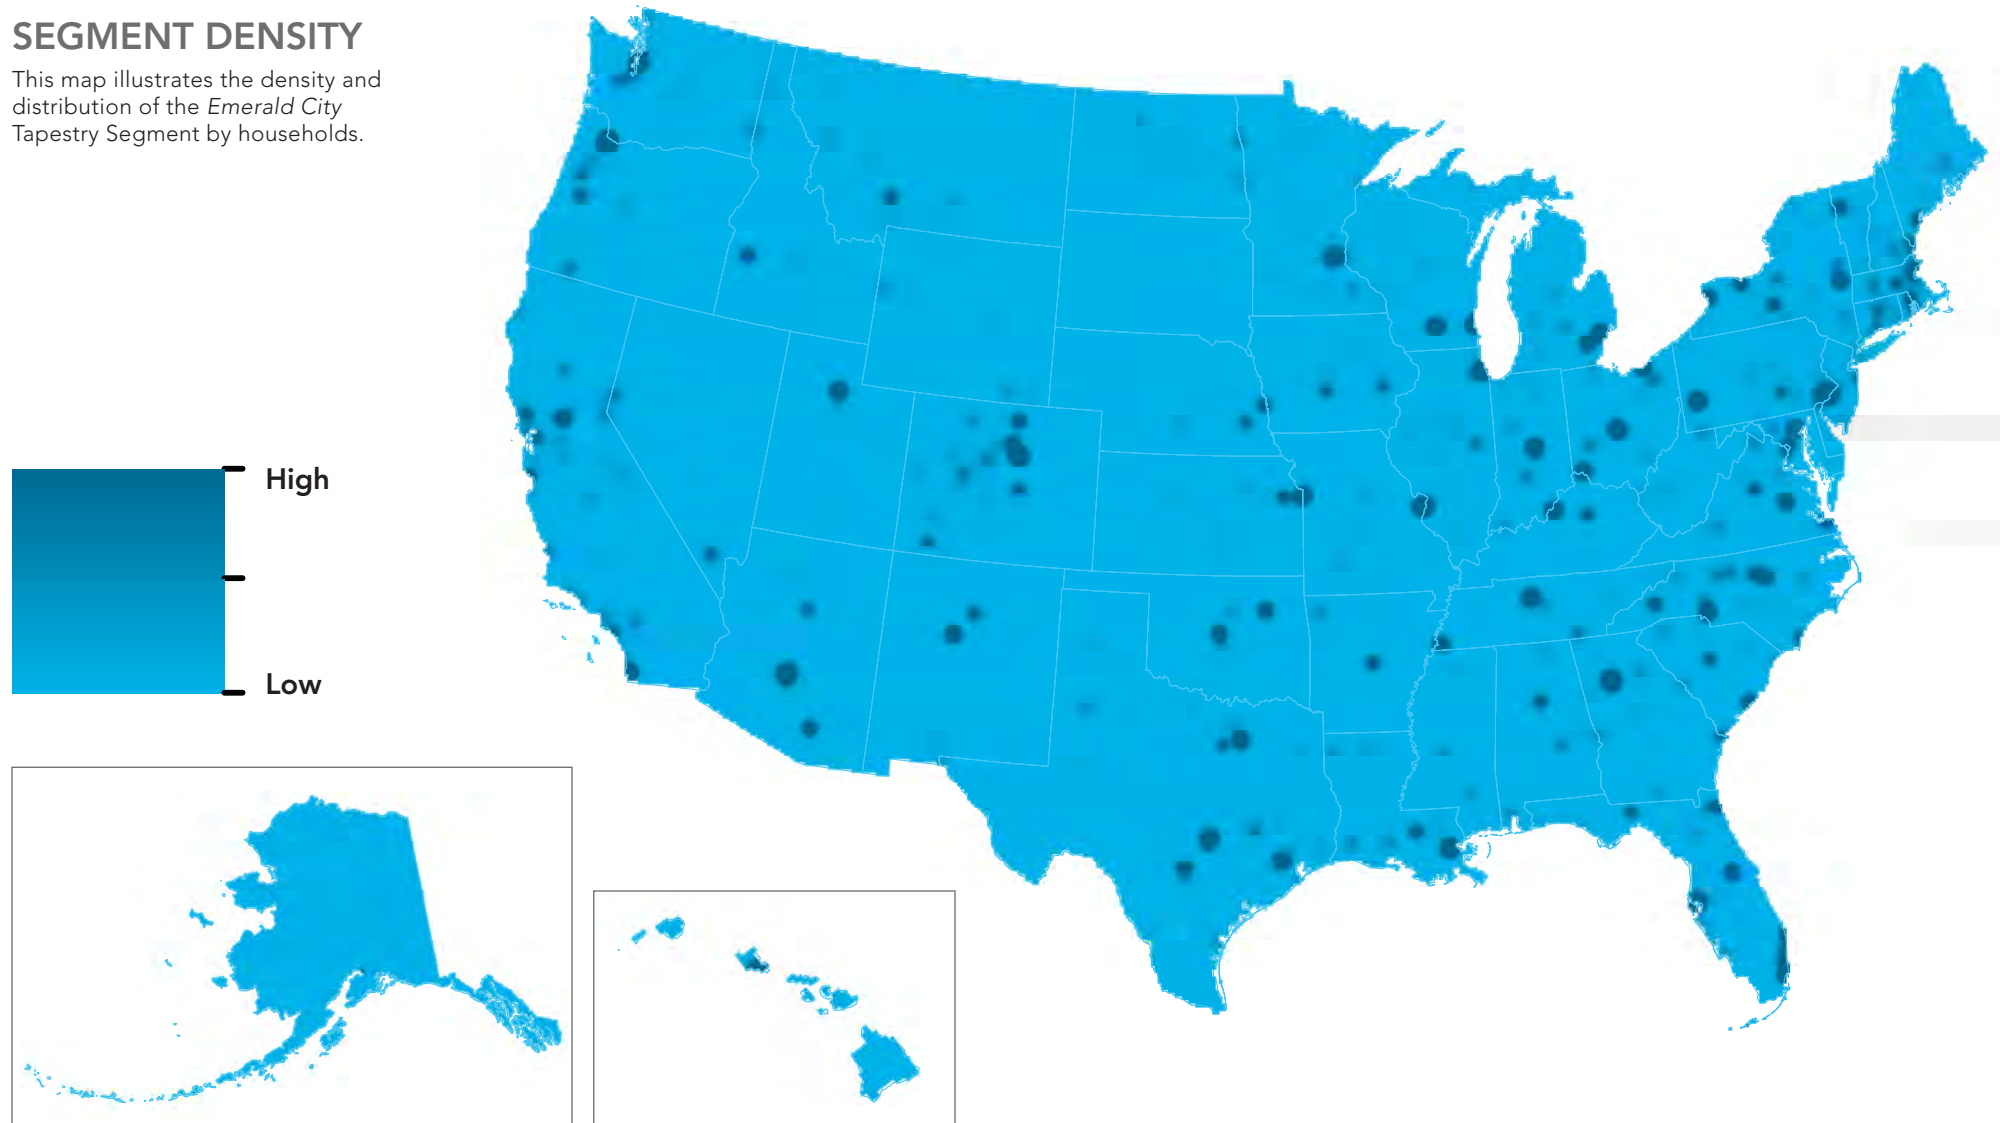 SEGMENT DENSITY
This map illustrates the density and
distribution of the Emerald City
Tapestry Segment by households.
High
Low